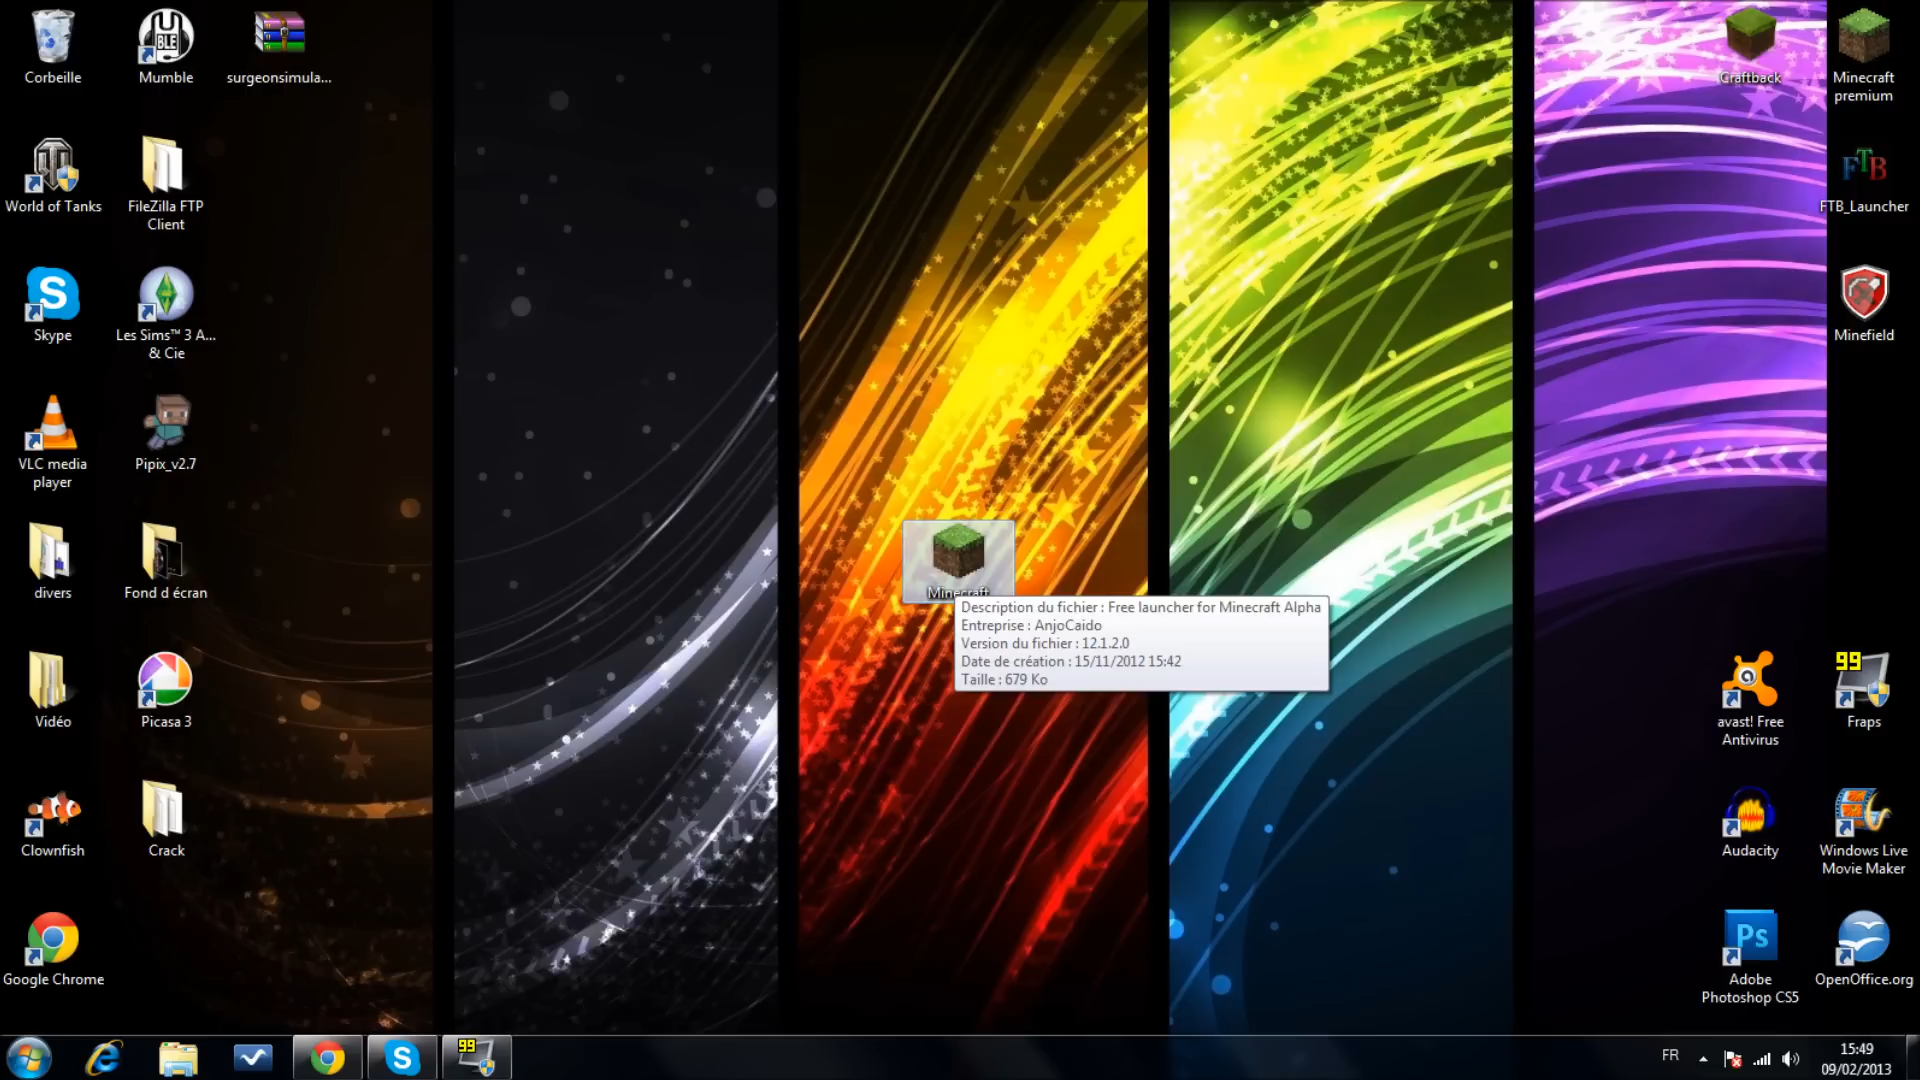 Corbeille
Mumble
surgeonsimula...
Craftback
Minecraft
premium
World of Tanks
FileZilla FTP
Client
FTB
FTB_Launcher
Skype
Les Sims™ 3 A...
& Cie
Minefield
VLC media
player
Pipix_v2.7
divers
Fond d écran
Minecraft
Description du fichier : Free launcher for Minecraft Alpha
Entreprise : AnjoCaido
Version du fichier : 12.1.2.0
Date de création : 15/11/2012 15:42
Taille : 679 Ko
Vidéo
Picasa 3
avast! Free
Antivirus
99
Fraps
Clownfish
Crack
Audacity
Windows Live
Movie Maker
Google Chrome
Ps
Adobe
Photoshop CS5
OpenOffice.org
99
FR
15:49
09/02/2013